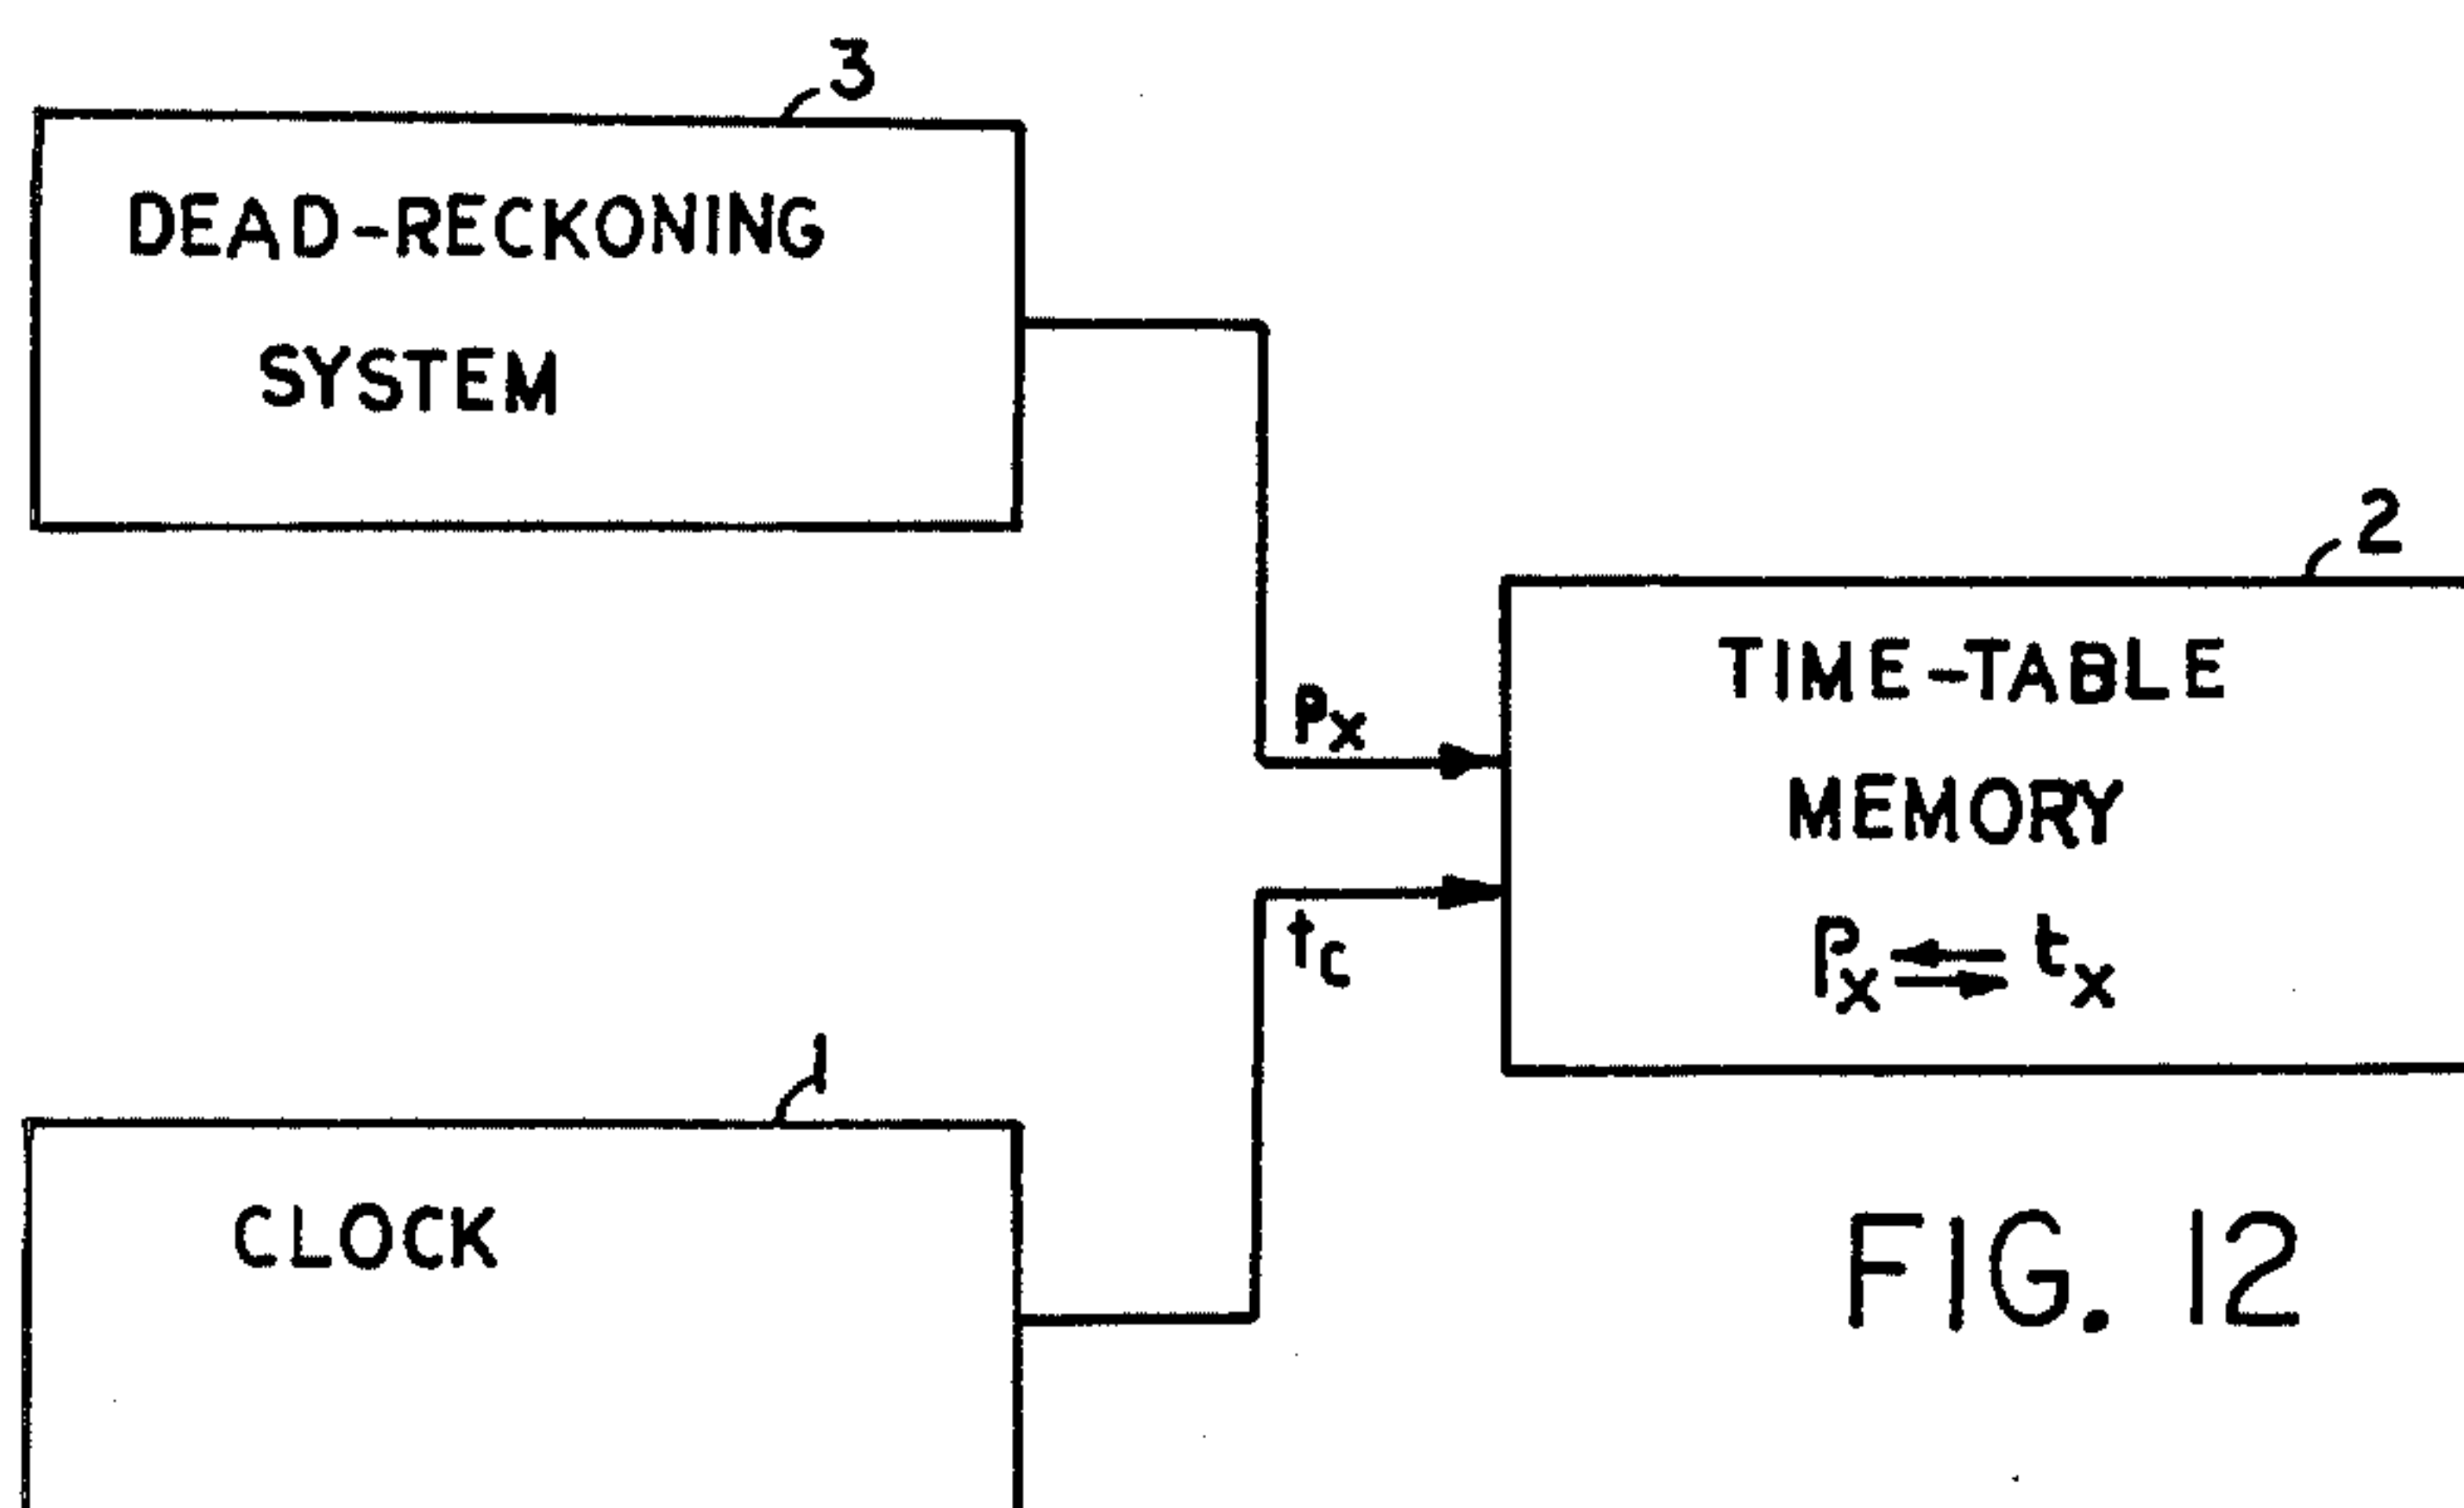 3
DEAD-RECKONING
SYSTEM
2
TIME-TABLE
MEMORY
Px
tc
Px ⇆ tx
1
CLOCK
FIG. 12